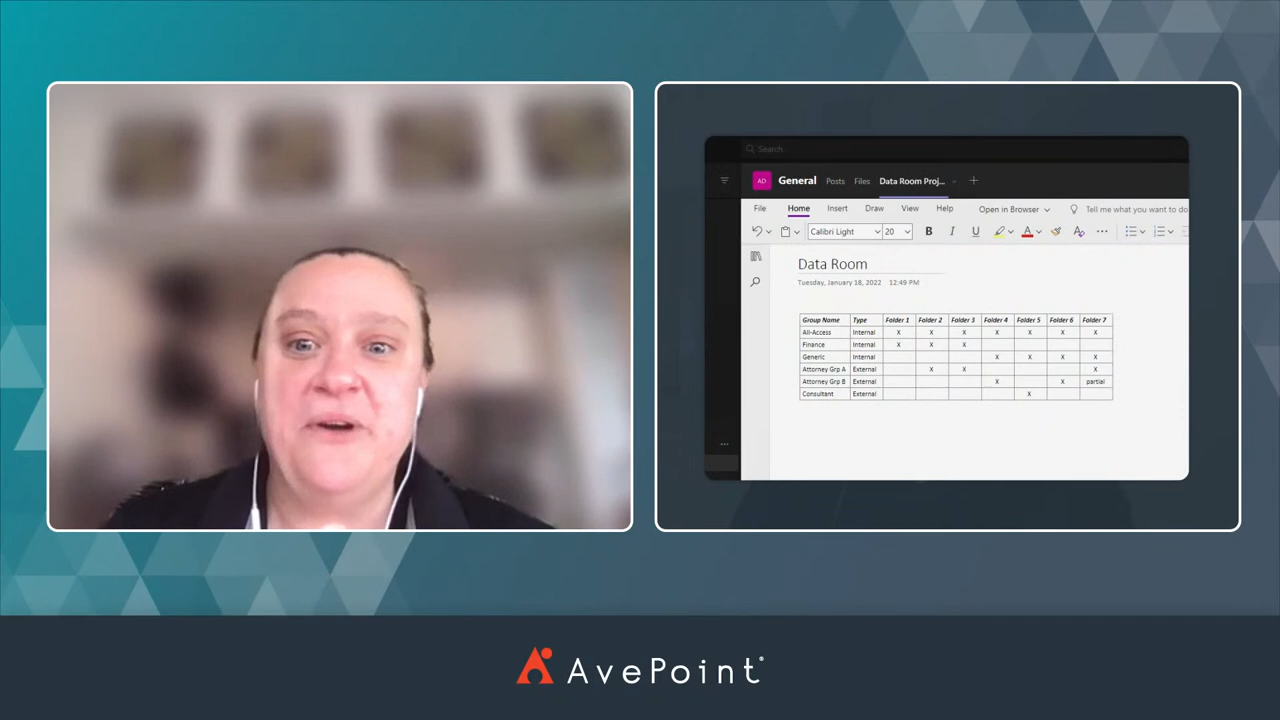 Search
AD General Posts Files Data Room Proj...
File Home Insert Draw View Help Open in Browser Tell me what you want to do
Calibri Light 20 B I U A A
Data Room
Tuesday, January 18, 2022 12:49 PM
Group Name Type Folder 1 Folder 2 Folder 3 Folder 4 Folder 5 Folder 6 Folder 7
All-Access Internal X X X X X X X
Finance Internal X X X
Generic Internal X X X X
Attorney Grp A External X X X
Attorney Grp B External X X partial
Consultant External X
AvePoint®